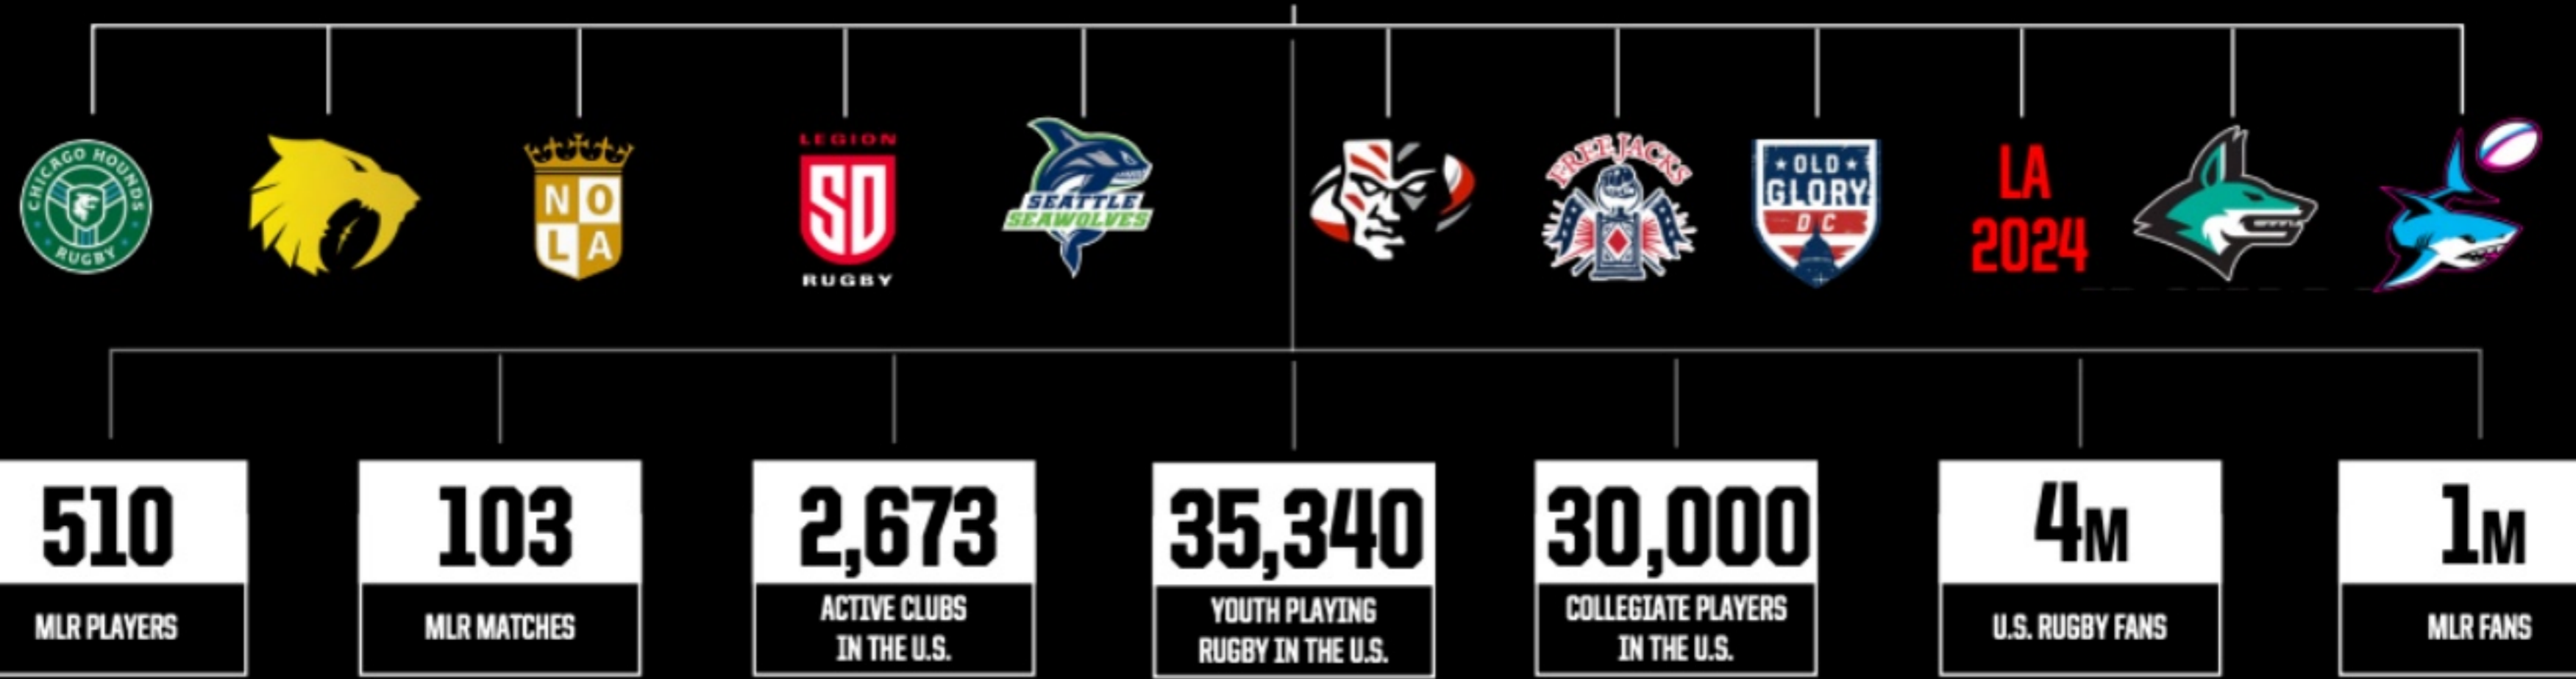 CHICAGO HOUNDS
RUGBY
NO
LA
LEGION
SD
RUGBY
SEATTLE
SEAWOLVES
FREE JACKS
OLD
GLORY
DC
LA
2024
510
MLR PLAYERS
103
MLR MATCHES
2,673
ACTIVE CLUBS
IN THE U.S.
35,340
YOUTH PLAYING
RUGBY IN THE U.S.
30,000
COLLEGIATE PLAYERS
IN THE U.S.
4M
U.S. RUGBY FANS
1M
MLR FANS